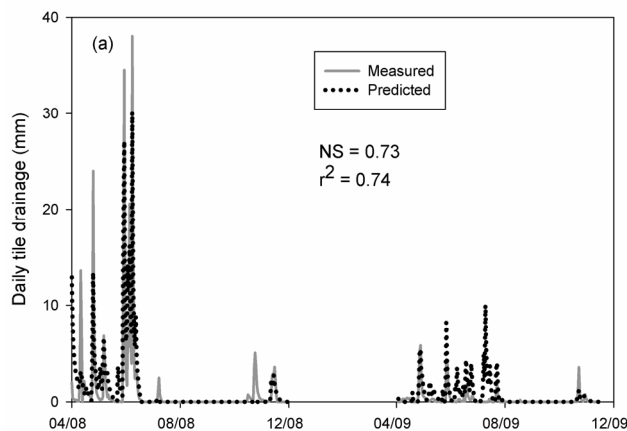 (a)
Measured
Predicted
NS = 0.73
r2 = 0.74
Daily tile drainage (mm)
40
30
20
10
0
04/08 08/08 12/08 04/09 08/09 12/09